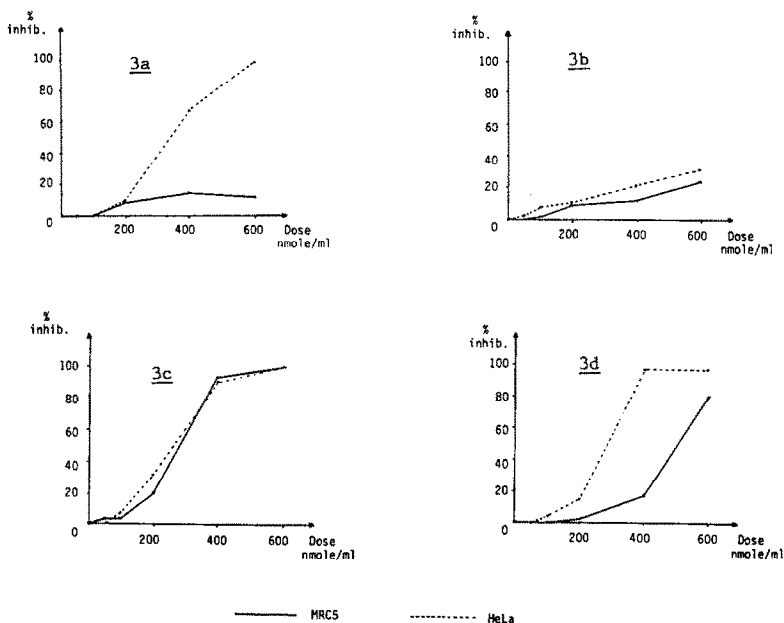 %
inhib.
3a
100
80
60
40
20
0
200
400
600
Dose
nmole/ml
%
inhib.
3b
100
80
60
40
20
0
200
400
600
Dose
nmole/ml
%
inhib.
3c
100
80
60
40
20
0
200
400
600
Dose
nmole/ml
%
inhib.
3d
100
80
60
40
20
0
200
400
600
Dose
nmole/ml
MRC5
HeLa